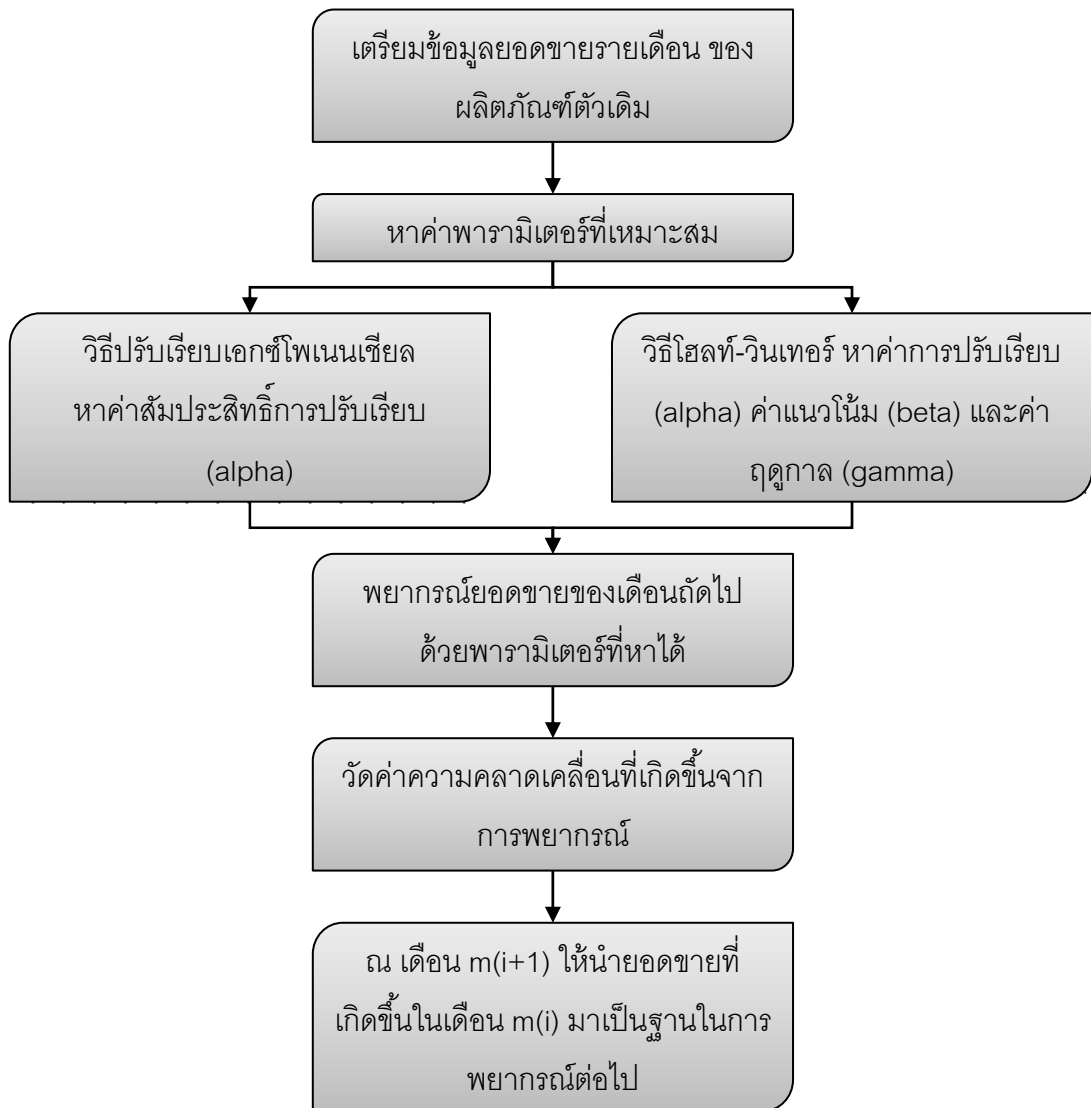 เตรียมข้อมูลยอดขายรายเดือน ของ
ผลิตภัณฑ์ตัวเดิม
หาค่าพารามิเตอร์ที่เหมาะสม
วิธีปรับเรียบเอกซ์โพเนนเชียล
หาค่าสัมประสิทธิ์การปรับเรียบ
(alpha)
วิธีโฮลท์-วินเทอร์ หาค่าการปรับเรียบ
(alpha) ค่าแนวโน้ม (beta) และค่า
ฤดูกาล (gamma)
พยากรณ์ยอดขายของเดือนถัดไป
ด้วยพารามิเตอร์ที่หาได้
วัดค่าความคลาดเคลื่อนที่เกิดขึ้นจาก
การพยากรณ์
ณ เดือน m(i+1) ให้นำยอดขายที่
เกิดขึ้นในเดือน m(i) มาเป็นฐานในการ
พยากรณ์ต่อไป